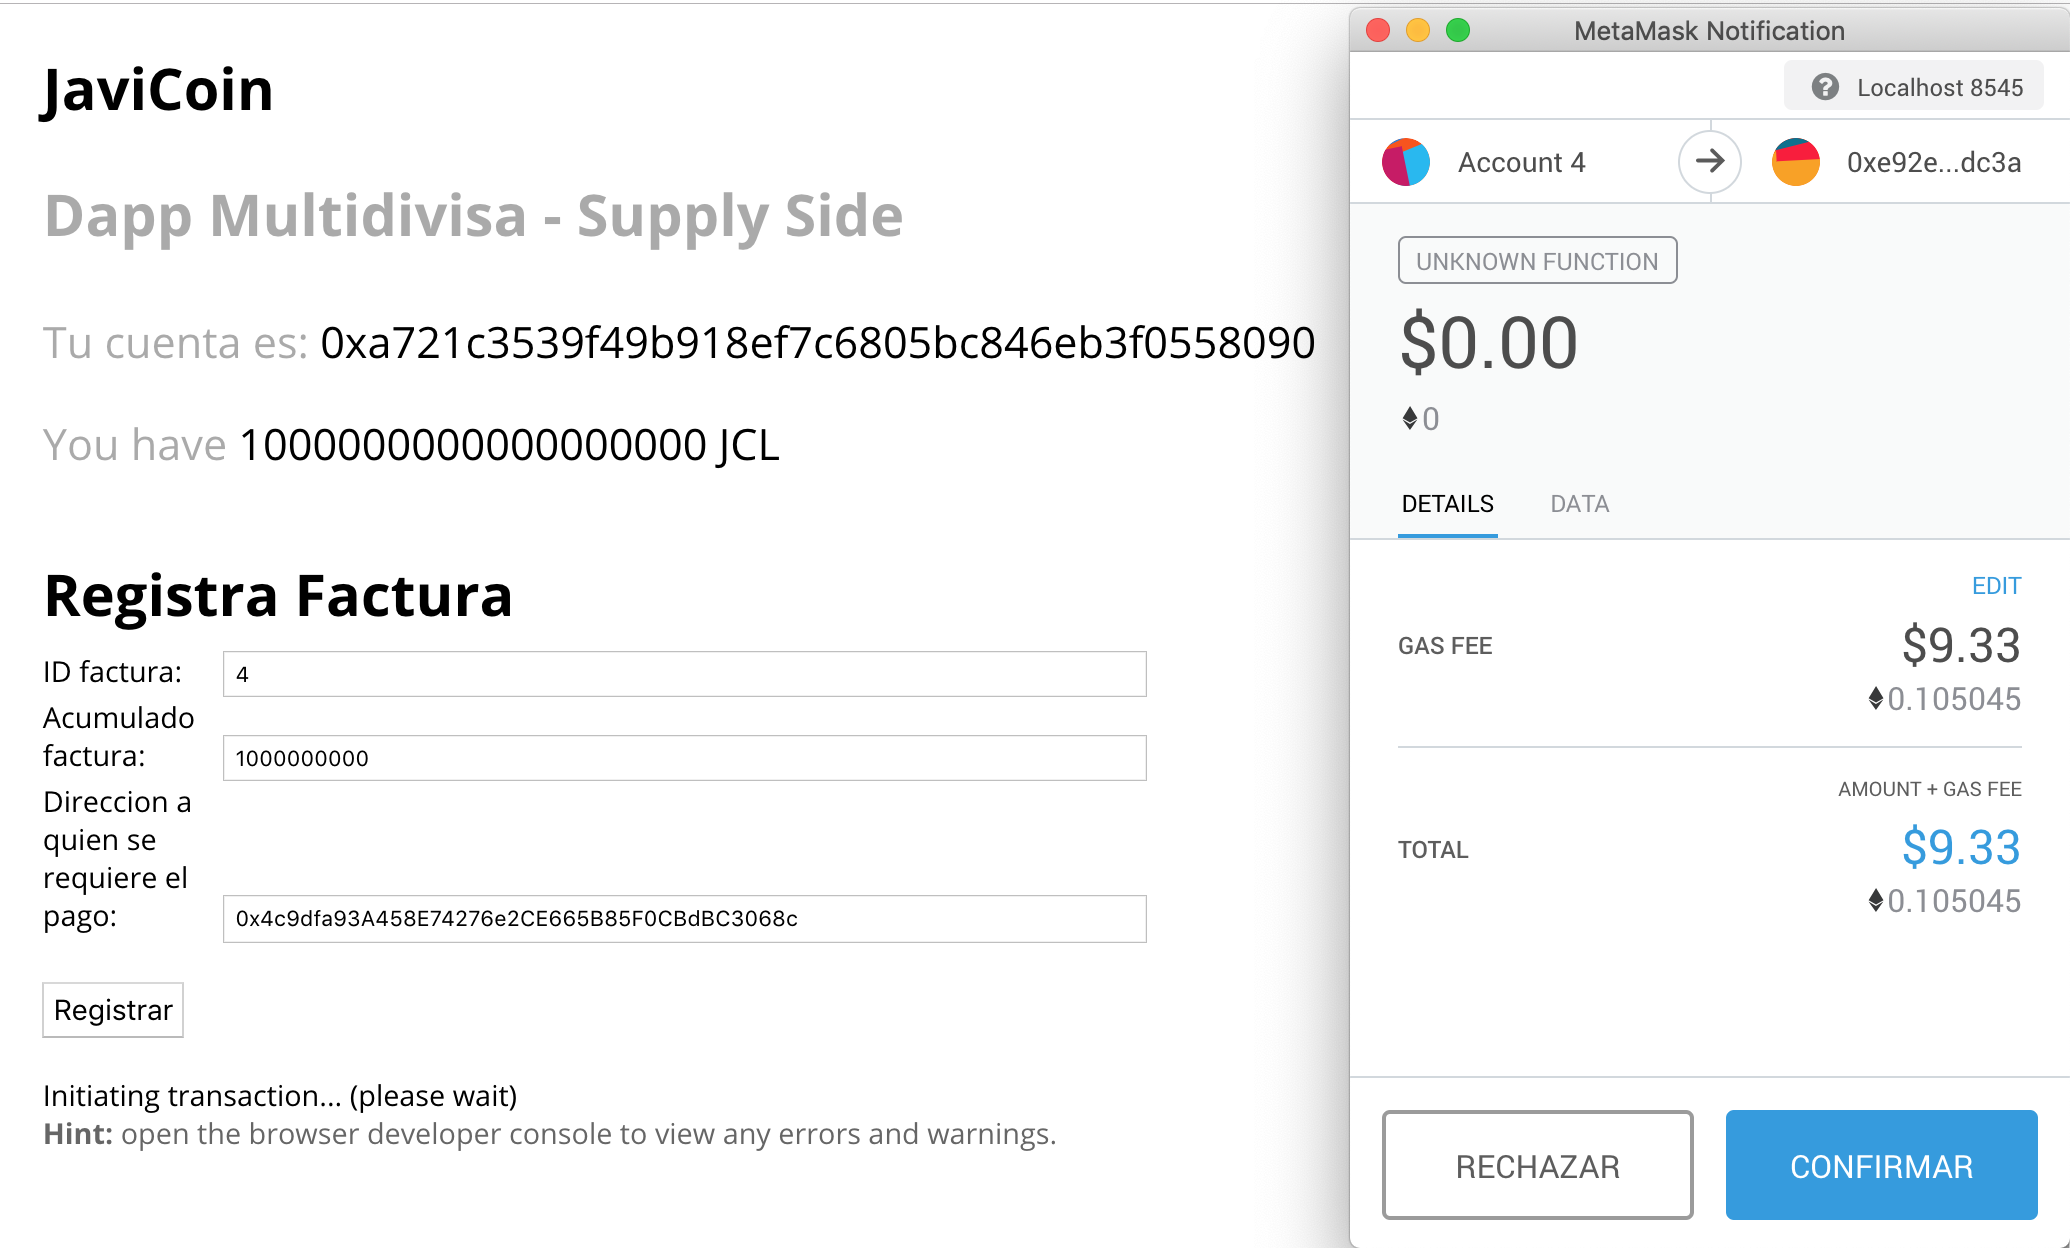 JaviCoin
Dapp Multidivisa - Supply Side
Tu cuenta es: 0xa721c3539f49b918ef7c6805bc846eb3f0558090
You have 1000000000000000000 JCL
Registra Factura
ID factura: 4
Acumulado
factura: 1000000000
Direccion a
quien se
requiere el
pago: 0x4c9dfa93A458E74276e2CE665B85F0CBdBC3068c
Registrar
Initiating transaction... (please wait)
Hint: open the browser developer console to view any errors and warnings.
MetaMask Notification
? Localhost 8545
Account 4 → 0xe92e...dc3a
UNKNOWN FUNCTION
$0.00
0
DETAILS DATA
EDIT
GAS FEE $9.33
0.105045
AMOUNT + GAS FEE
TOTAL $9.33
0.105045
RECHAZAR CONFIRMAR